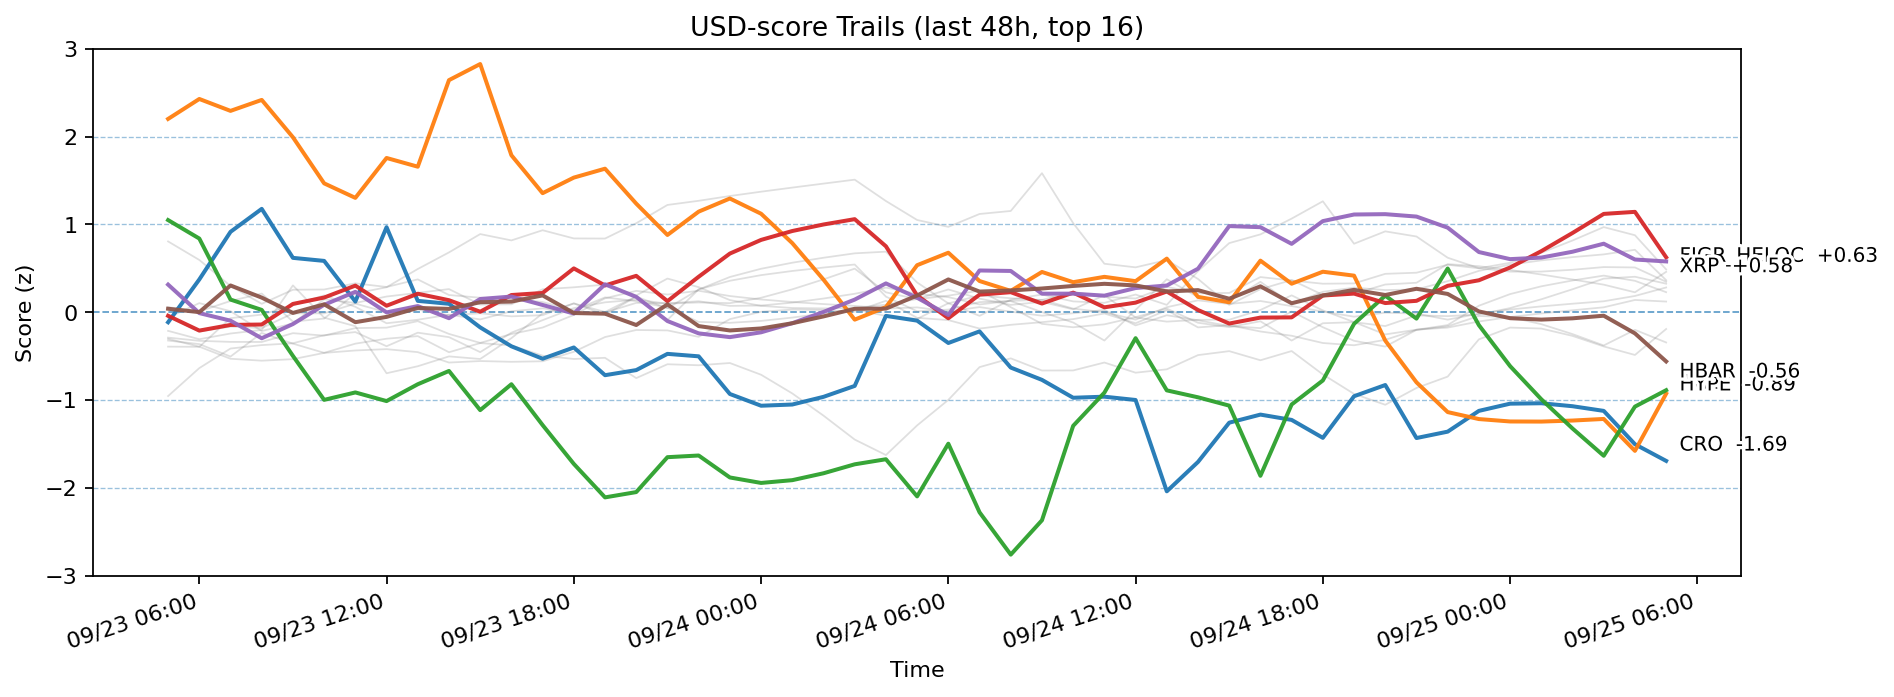 USD-score Trails (last 48h, top 16)
Score (z)
3
2
1
0
−1
−2
−3
FIGR_HELOC +0.63
XRP +0.58
HBAR -0.56
HYPE -0.89
CRO -1.69
09/23 06:00
09/23 12:00
09/23 18:00
09/24 00:00
09/24 06:00
09/24 12:00
09/24 18:00
09/25 00:00
09/25 06:00
Time